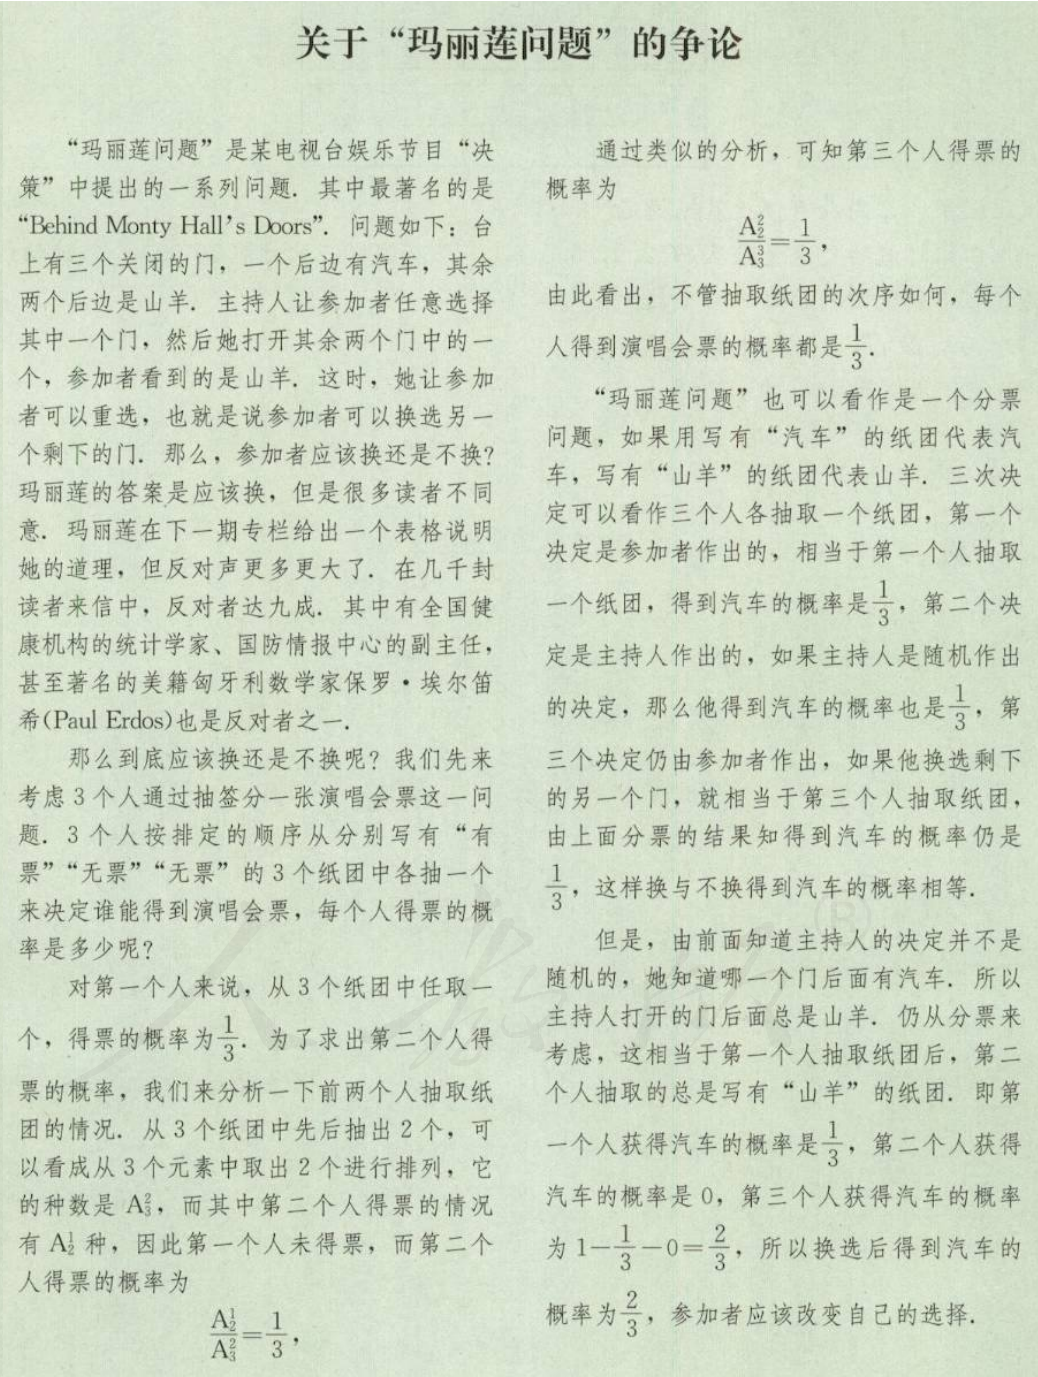 关于“玛丽莲问题”的争论
“玛丽莲问题”是某电视台娱乐节目“决
策”中提出的一系列问题．其中最著名的是
“Behind Monty Hall's Doors”．问题如下：台
上有三个关闭的门，一个后边有汽车，其余
两个后边是山羊．主持人让参加者任意选择
其中一个门，然后她打开其余两个门中的一
个，参加者看到的是山羊．这时，她让参加
者可以重选，也就是说参加者可以换选另一
个剩下的门．那么，参加者应该换还是不换？
玛丽莲的答案是应该换，但是很多读者不同
意．玛丽莲在下一期专栏给出一个表格说明
她的道理，但反对声更多更大了．在几千封
读者来信中，反对者达九成．其中有全国健
康机构的统计学家、国防情报中心的副主任，
甚至著名的美籍匈牙利数学家保罗·埃尔笛
希(Paul Erdos)也是反对者之一．
那么到底应该换还是不换呢？我们先来
考虑3个人通过抽签分一张演唱会票这一问
题．3个人按排定的顺序从分别写有“有
票”“无票”“无票”的3个纸团中各抽一个
来决定谁能得到演唱会票，每个人得票的概
率是多少呢？
对第一个人来说，从3个纸团中任取一
个，得票的概率为1/3．为了求出第二个人得
票的概率，我们来分析一下前两个人抽取纸
团的情况．从3个纸团中先后抽出2个，可
以看成从3个元素中取出2个进行排列，它
的种数是A₃²，而其中第二个人得票的情况
有A₂¹种，因此第一个人未得票，而第二个
人得票的概率为
A₂¹/A₃²=1/3，
通过类似的分析，可知第三个人得票的
概率为
A₂²/A₃³=1/3，
由此看出，不管抽取纸团的次序如何，每个
人得到演唱会票的概率都是1/3．
“玛丽莲问题”也可以看作是一个分票
问题，如果用写有“汽车”的纸团代表汽
车，写有“山羊”的纸团代表山羊．三次决
定可以看作三个人各抽取一个纸团，第一个
决定是参加者作出的，相当于第一个人抽取
一个纸团，得到汽车的概率是1/3，第二个决
定是主持人作出的，如果主持人是随机作出
的决定，那么他得到汽车的概率也是1/3，第
三个决定仍由参加者作出，如果他换选剩下
的另一个门，就相当于第三个人抽取纸团，
由上面分票的结果知得到汽车的概率仍是
1/3，这样换与不换得到汽车的概率相等．
但是，由前面知道主持人的决定并不是
随机的，她知道哪一个门后面有汽车．所以
主持人打开的门后面总是山羊．仍从分票来
考虑，这相当于第一个人抽取纸团后，第二
个人抽取的总是写有“山羊”的纸团．即第
一个人获得汽车的概率是1/3，第二个人获得
汽车的概率是0，第三个人获得汽车的概率
为1−1/3−0=2/3，所以换选后得到汽车的
概率为2/3，参加者应该改变自己的选择．